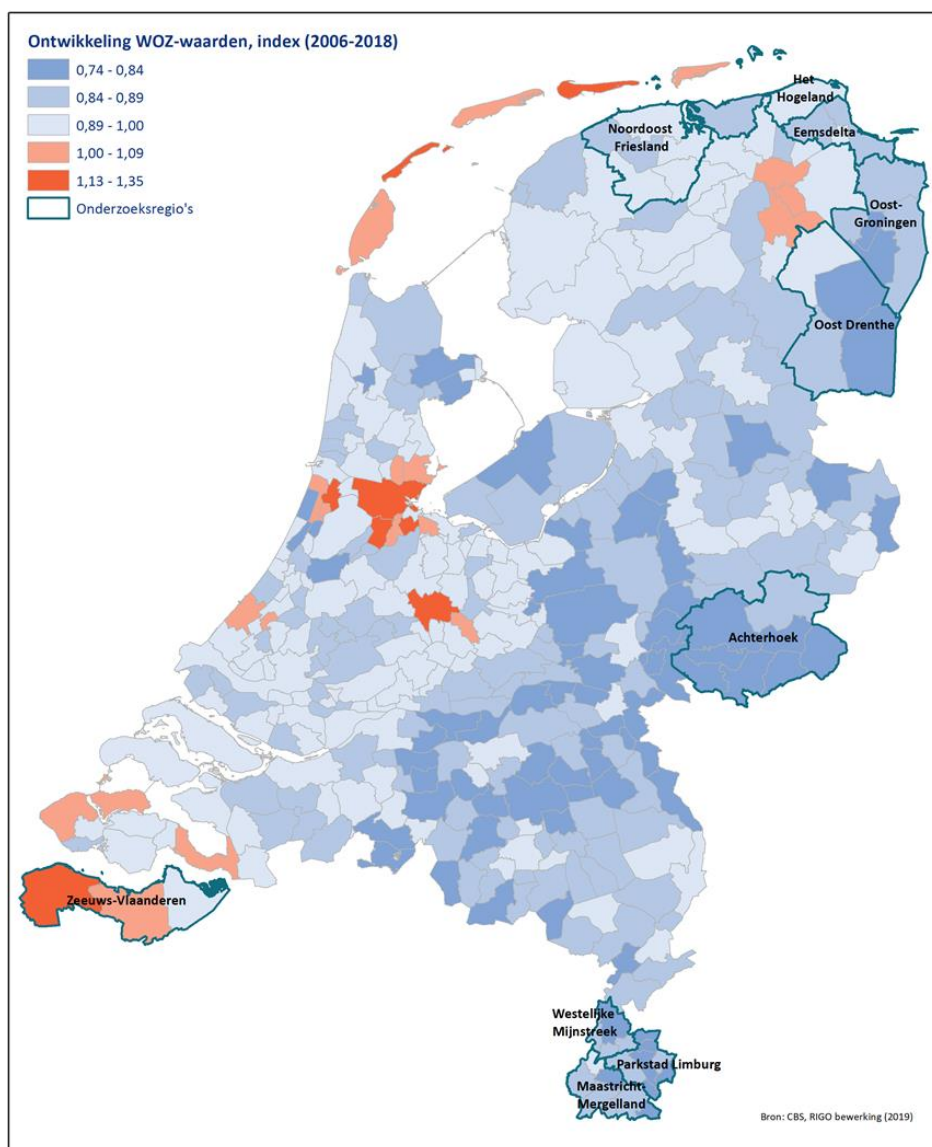 Ontwikkeling WOZ-waarden, index (2006-2018)
0,74 - 0,84
0,84 - 0,89
0,89 - 1,00
1,00 - 1,09
1,13 - 1,35
Onderzoeksregio's
Het
Hogeland
Noordoost
Friesland
Eemsdelta
Oost-
Groningen
Oost Drenthe
Achterhoek
Zeeuws-Vlaanderen
Westelijke
Mijnstreek
Parkstad Limburg
Maastricht-
Mergelland
Bron: CBS, RIGO bewerking (2019)